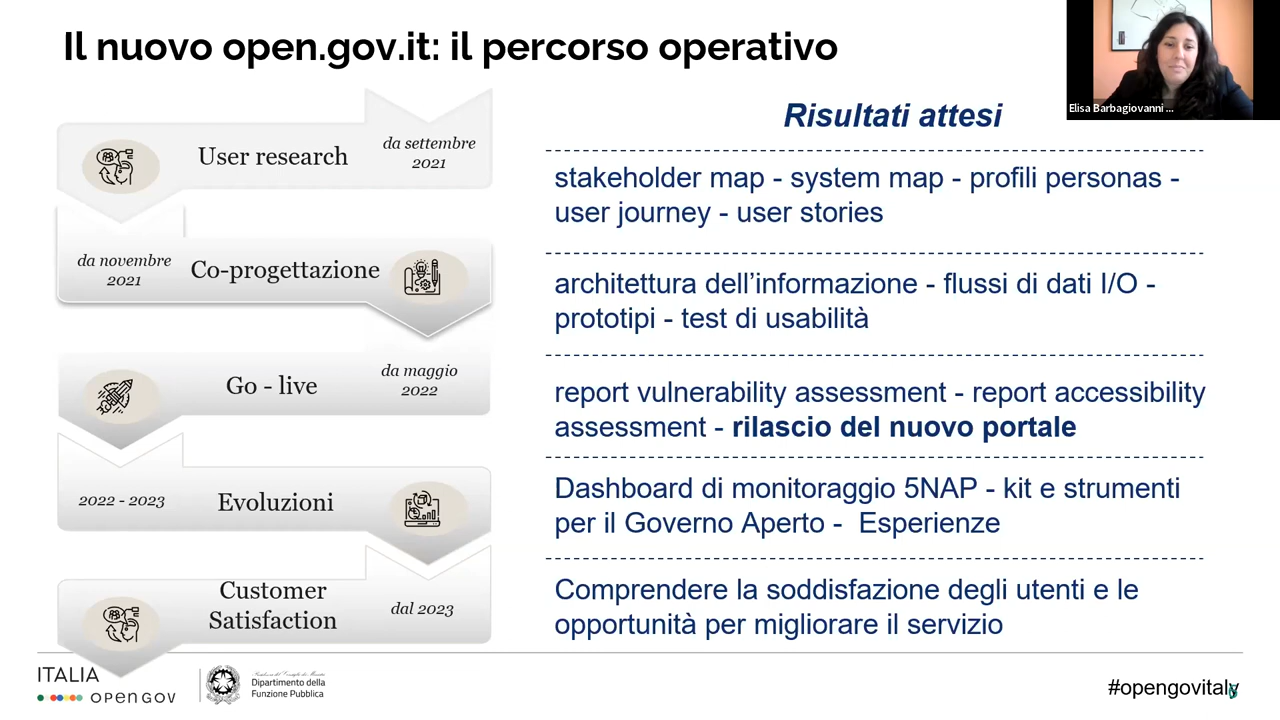 Il nuovo open.gov.it: il percorso operativo
Elisa Barbagiovanni ...
Risultati attesi
User research
da settembre
2021
stakeholder map - system map - profili personas -
user journey - user stories
da novembre
2021
Co-progettazione
architettura dell’informazione - flussi di dati I/O -
prototipi - test di usabilità
Go - live
da maggio
2022
report vulnerability assessment - report accessibility
assessment - rilascio del nuovo portale
2022 - 2023
Evoluzioni
Dashboard di monitoraggio 5NAP - kit e strumenti
per il Governo Aperto - Esperienze
Customer
Satisfaction
dal 2023
Comprendere la soddisfazione degli utenti e le
opportunità per migliorare il servizio
ITALIA
OPEN GOV
Dipartimento della
Funzione Pubblica
#opengovitaly